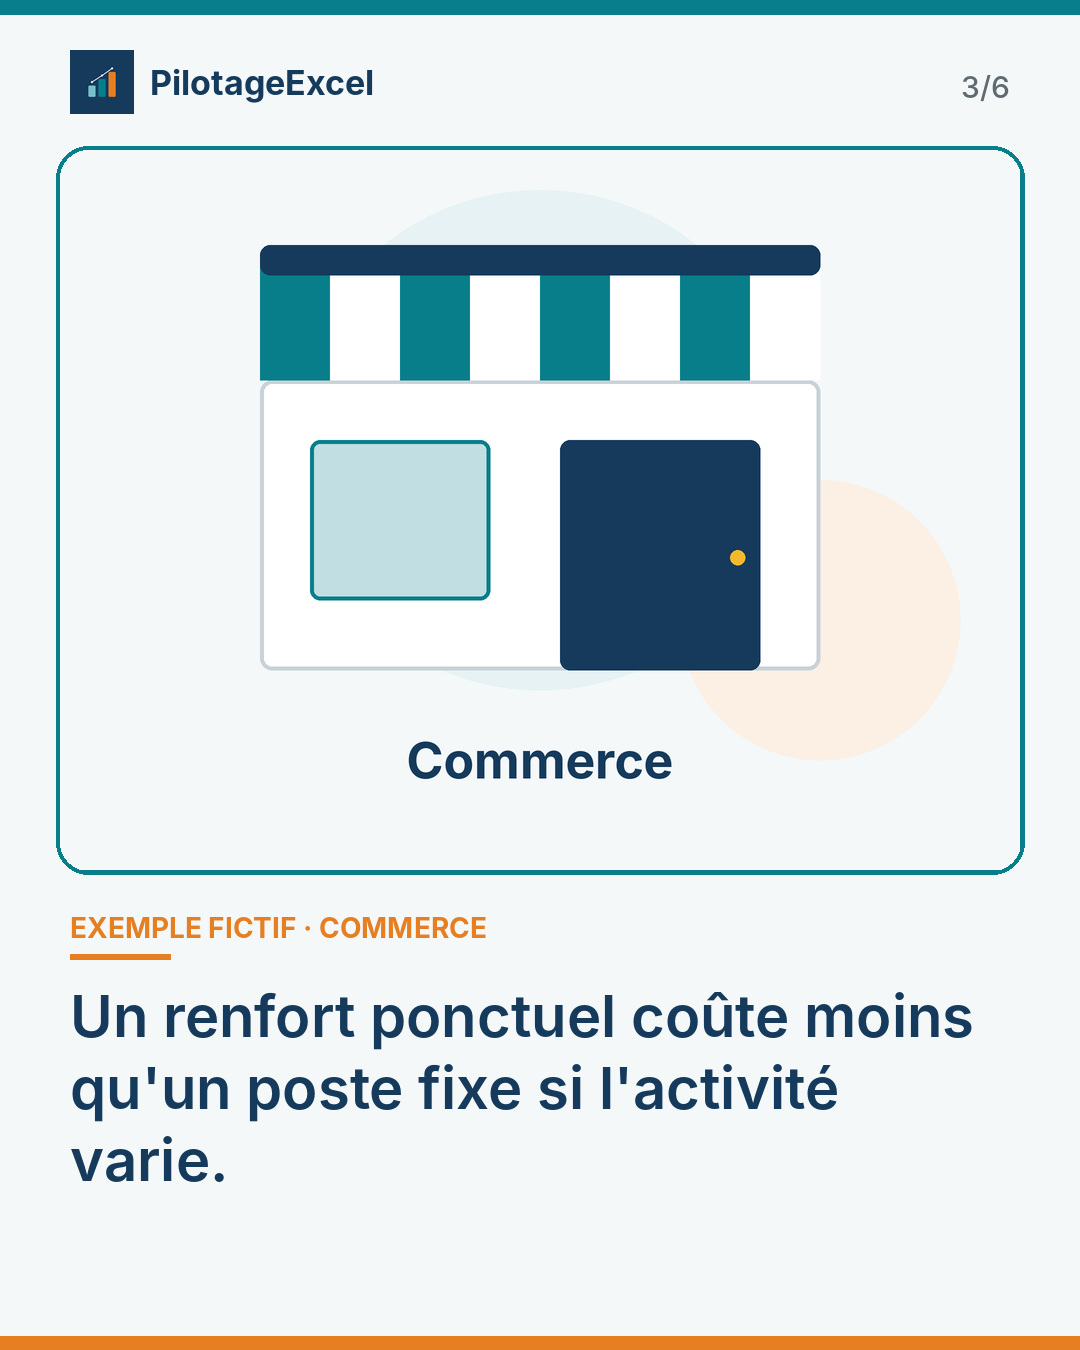 PilotageExcel
3/6
Commerce
EXEMPLE FICTIF · COMMERCE
Un renfort ponctuel coûte moins
qu'un poste fixe si l'activité
varie.